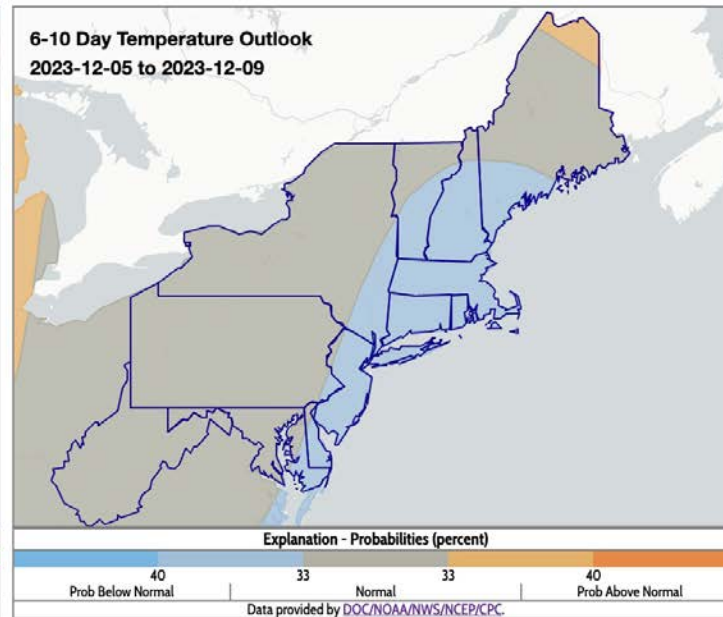 6-10 Day Temperature Outlook
2023-12-05 to 2023-12-09
Explanation - Probabilities (percent)
40 33 33 40
Prob Below Normal | Normal | Prob Above Normal
Data provided by DOC/NOAA/NWS/NCEP/CPC.